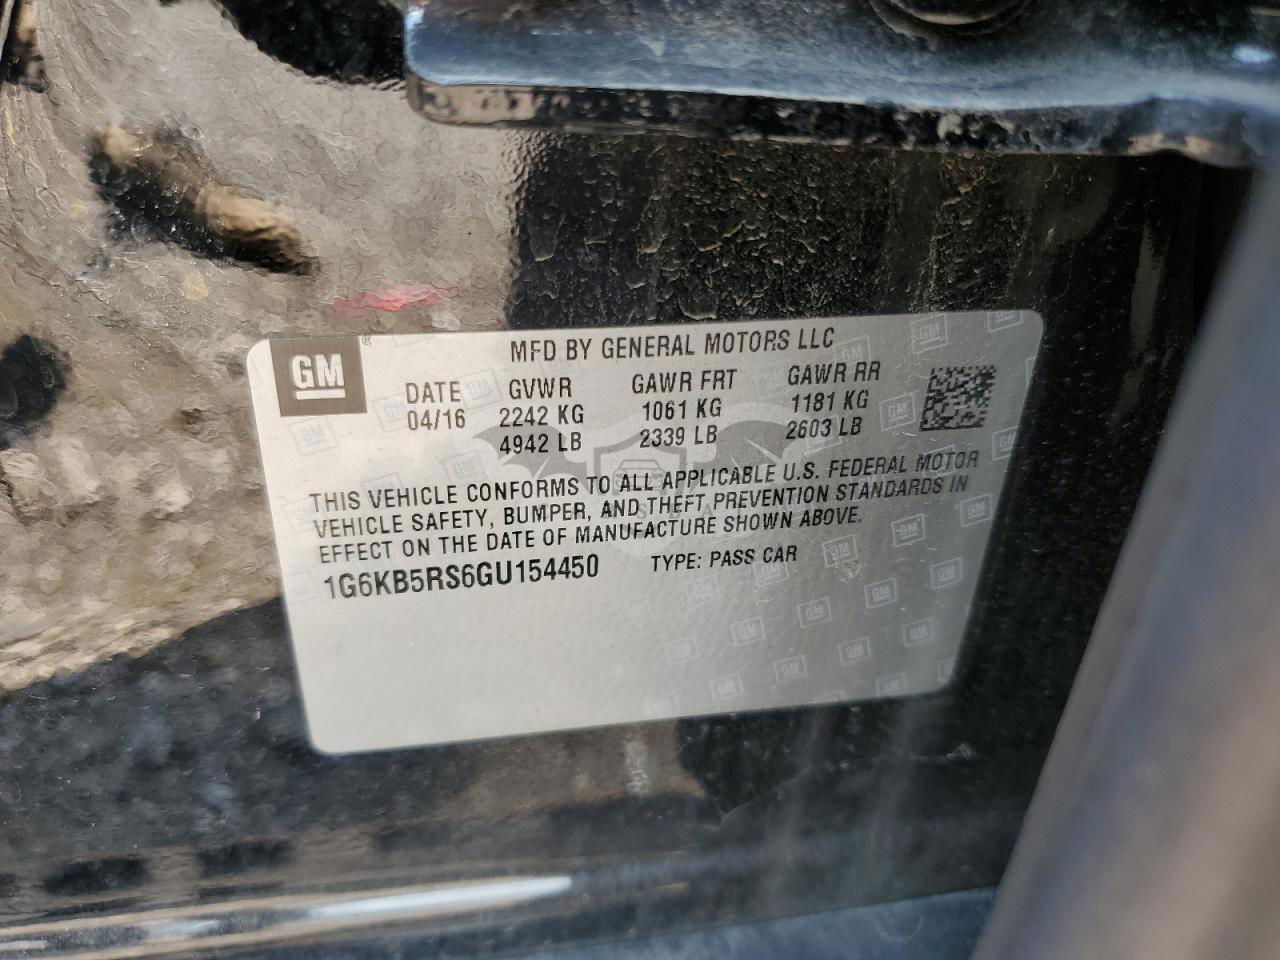 GM
MFD BY GENERAL MOTORS LLC
DATE GVWR GAWR FRT GAWR RR
04/16 2242 KG 1061 KG 1181 KG
4942 LB 2339 LB 2603 LB
THIS VEHICLE CONFORMS TO ALL APPLICABLE U.S. FEDERAL MOTOR
VEHICLE SAFETY, BUMPER, AND THEFT PREVENTION STANDARDS IN
EFFECT ON THE DATE OF MANUFACTURE SHOWN ABOVE.
1G6KB5RS6GU154450 TYPE: PASS CAR